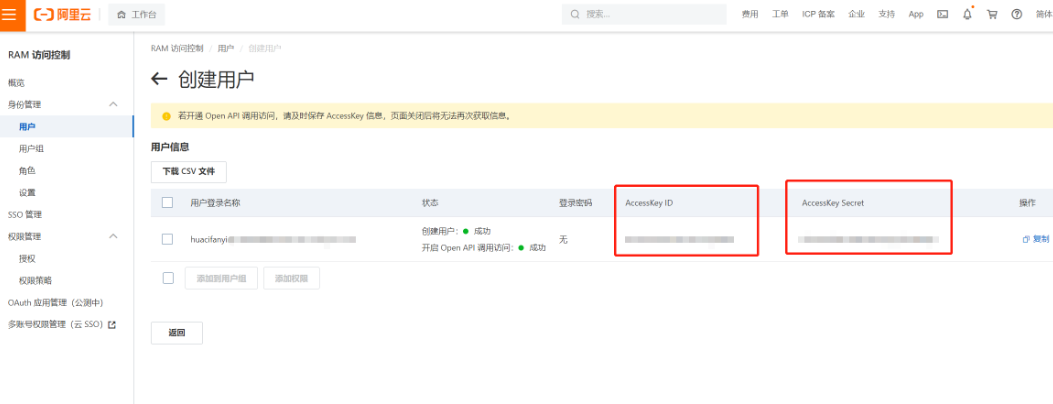 阿里云 工作台 搜索... 费用 工单 ICP 备案 企业 支持 App 简体
RAM 访问控制
概览
身份管理
用户
用户组
角色
设置
SSO 管理
权限管理
授权
权限策略
OAuth 应用管理（公测中）
多账号权限管理（云 SSO）
RAM 访问控制 / 用户 / 创建用户
← 创建用户
若开通 Open API 调用访问，请及时保存 AccessKey 信息，页面关闭后将无法再次获取信息。
用户信息
下载 CSV 文件
用户登录名称 状态 登录密码 AccessKey ID AccessKey Secret 操作
huacifanyi 创建用户： 成功 无 复制
开启 Open API 调用访问： 成功
添加到用户组 添加权限
返回